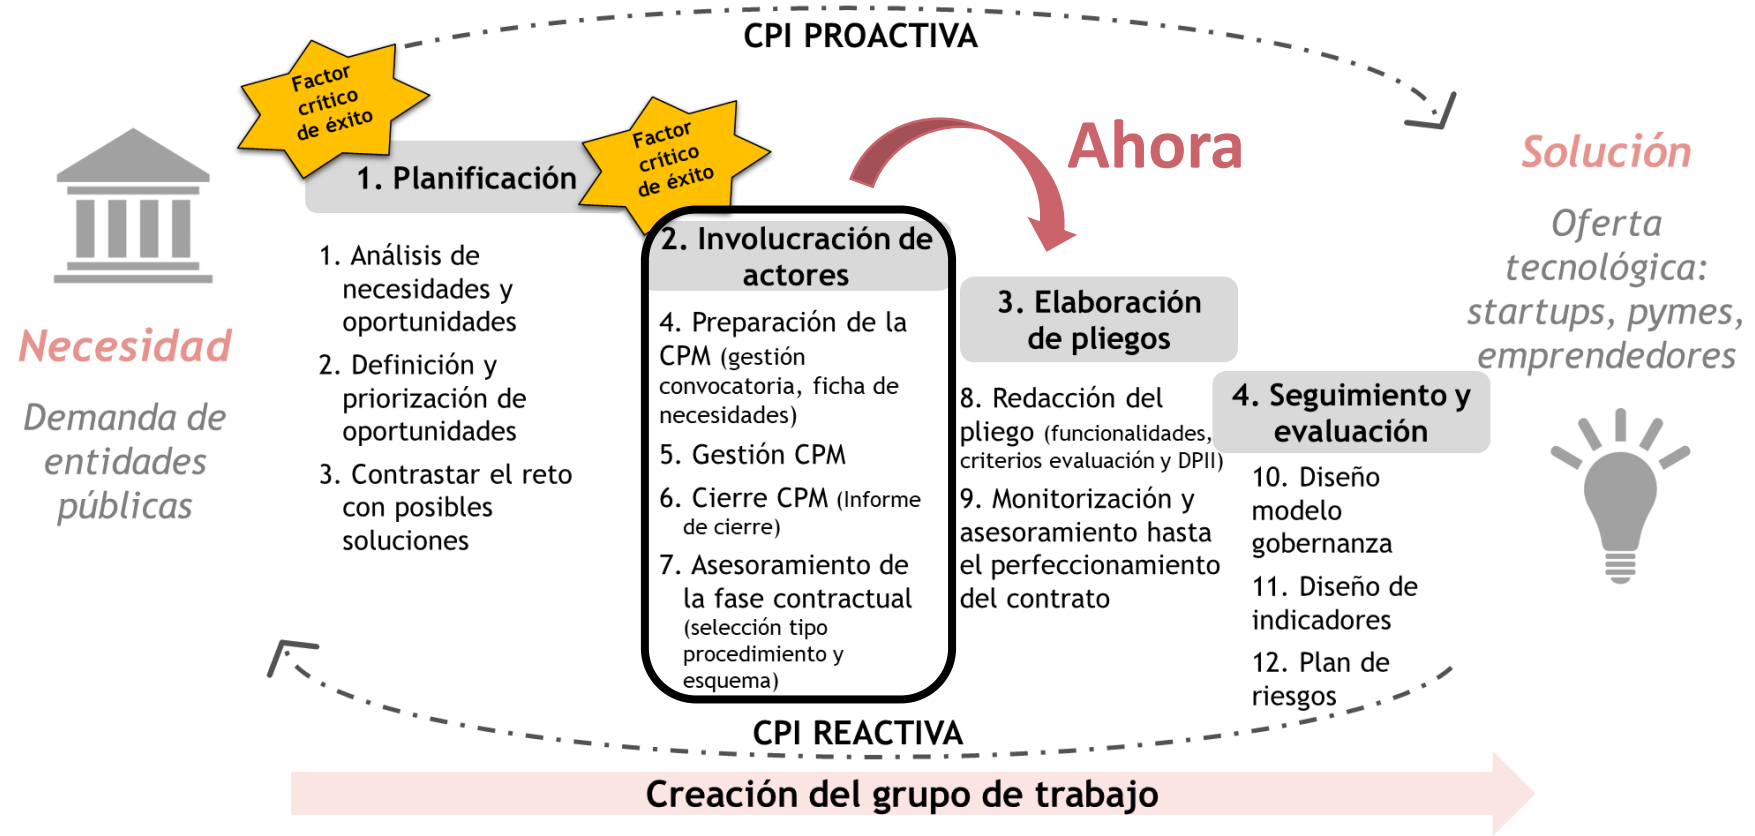 CPI PROACTIVA
Factor
crítico
de éxito
Factor
crítico
de éxito
Ahora
Necesidad
Demanda de
entidades
públicas
1. Planificación
1. Análisis de
necesidades y
oportunidades
2. Definición y
priorización de
oportunidades
3. Contrastar el reto
con posibles
soluciones
2. Involucración de
actores
4. Preparación de la
CPM (gestión
convocatoria, ficha de
necesidades)
5. Gestión CPM
6. Cierre CPM (Informe
de cierre)
7. Asesoramiento de
la fase contractual
(selección tipo
procedimiento y
esquema)
3. Elaboración
de pliegos
8. Redacción del
pliego (funcionalidades,
criterios evaluación y DPII)
9. Monitorización y
asesoramiento hasta
el perfeccionamiento
del contrato
4. Seguimiento y
evaluación
10. Diseño
modelo
gobernanza
11. Diseño de
indicadores
12. Plan de
riesgos
Solución
Oferta
tecnológica:
startups, pymes,
emprendedores
CPI REACTIVA
Creación del grupo de trabajo